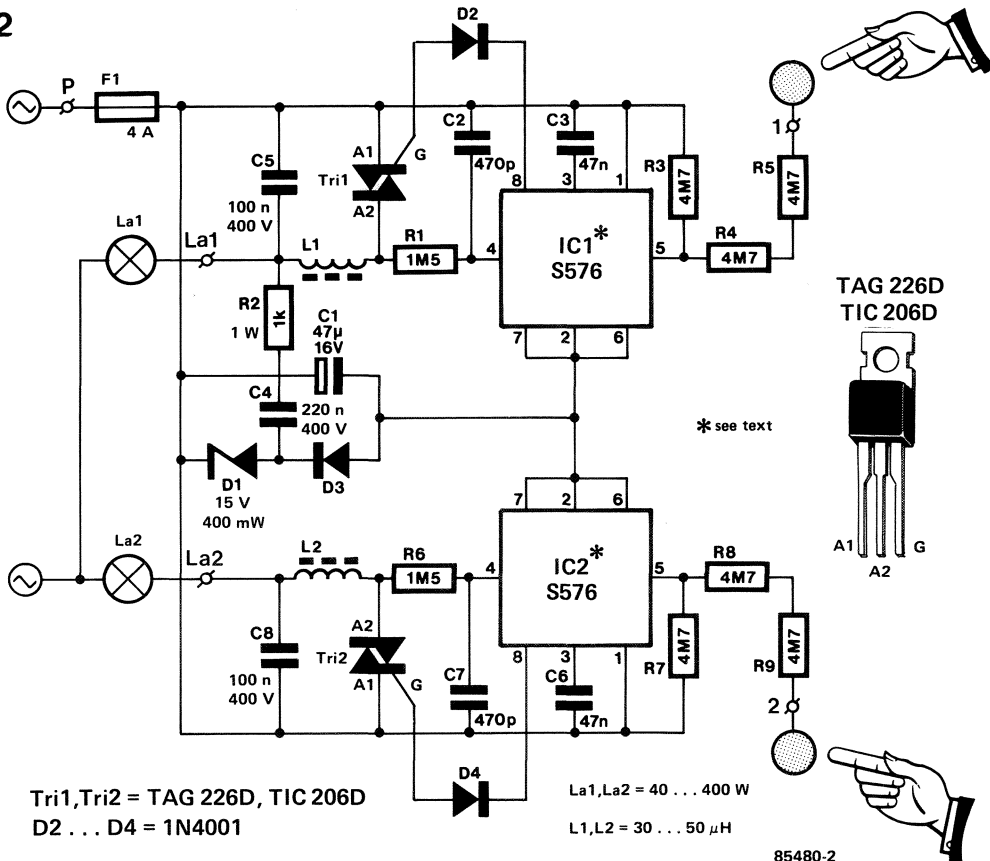 2
D2
P
F1
4 A
C2
470p
C3
47n
A1
G
Tri1
A2
C5
100 n
400 V
8
3
1
R3
4M7
1
R5
4M7
La1
La1
L1
R1
1M5
4
IC1*
S576
5
R4
4M7
R2
1 W
1k
C1
47µ
16V
7
2
6
TAG 226D
TIC 206D
C4
220 n
400 V
* see text
D1
15 V
400 mW
D3
A1
G
A2
7
2
6
La2
La2
L2
R6
1M5
4
IC2*
S576
5
R8
4M7
C8
100 n
400 V
A2
Tri2
A1
G
C7
470p
8
3
1
C6
47n
R7
4M7
R9
4M7
2
D4
Tri1,Tri2 = TAG 226D, TIC 206D
D2 . . . D4 = 1N4001
La1,La2 = 40 . . . 400 W
L1,L2 = 30 . . . 50 µH
85480-2